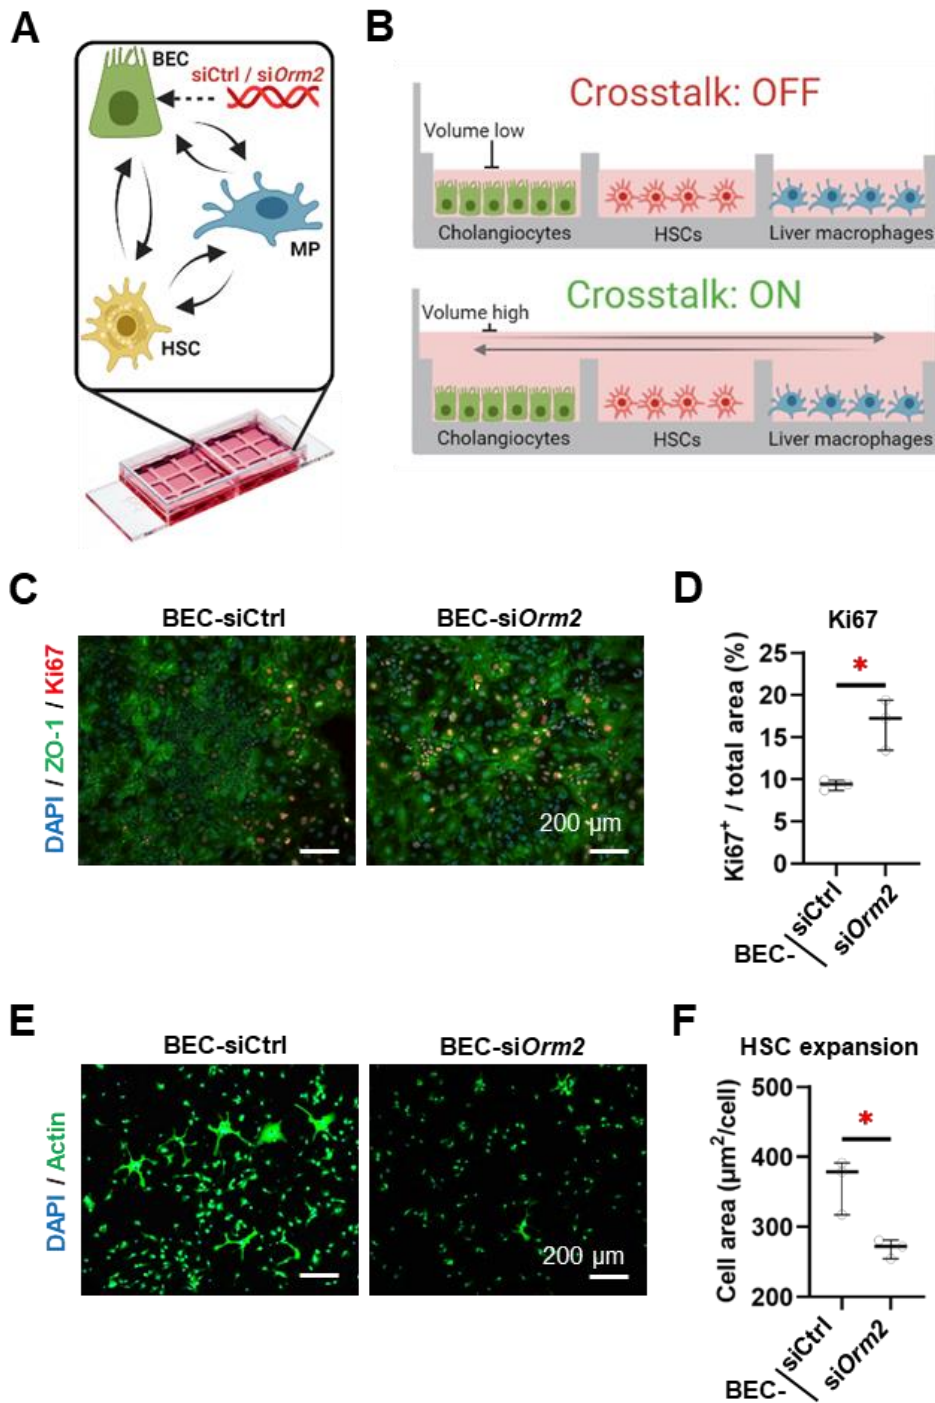 A
BEC
siCtrl / siOrm2
MP
HSC
B
Crosstalk: OFF
Volume low
Cholangiocytes
HSCs
Liver macrophages
Crosstalk: ON
Volume high
Cholangiocytes
HSCs
Liver macrophages
C
BEC-siCtrl
BEC-siOrm2
DAPI / ZO-1 / Ki67
200 µm
D
Ki67
Ki67⁺ / total area (%)
25
20
15
10
5
0
BEC-
siCtrl
siOrm2
E
BEC-siCtrl
BEC-siOrm2
DAPI / Actin
200 µm
F
HSC expansion
Cell area (µm²/cell)
500
400
300
200
BEC-
siCtrl
siOrm2